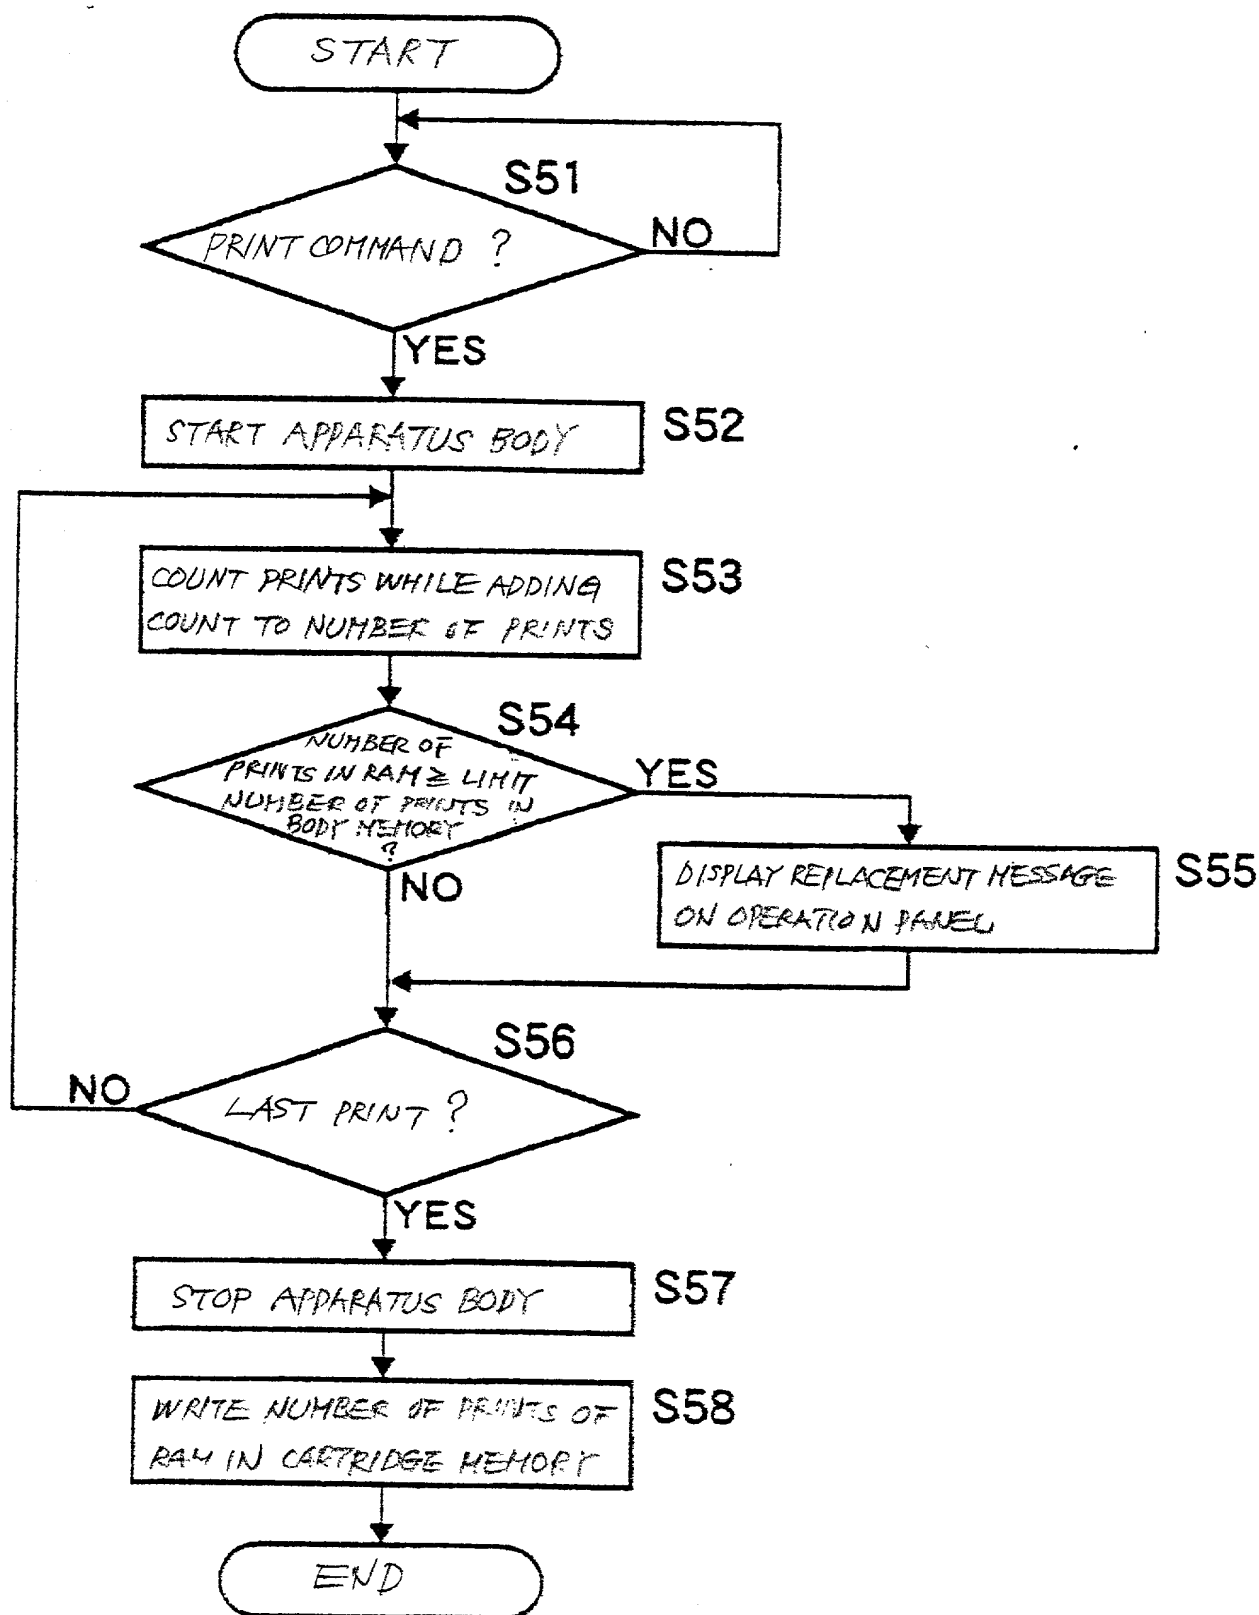 START
S51
PRINT COMMAND ?
NO
YES
START APPARATUS BODY
S52
COUNT PRINTS WHILE ADDING
COUNT TO NUMBER OF PRINTS
S53
S54
NUMBER OF
PRINTS IN RAM ≧ LIMIT
NUMBER OF PRINTS IN
BODY MEMORY
?
YES
NO
DISPLAY REPLACEMENT MESSAGE
ON OPERATION PANEL
S55
S56
NO
LAST PRINT ?
YES
STOP APPARATUS BODY
S57
WRITE NUMBER OF PRINTS OF
RAM IN CARTRIDGE MEMORY
S58
END